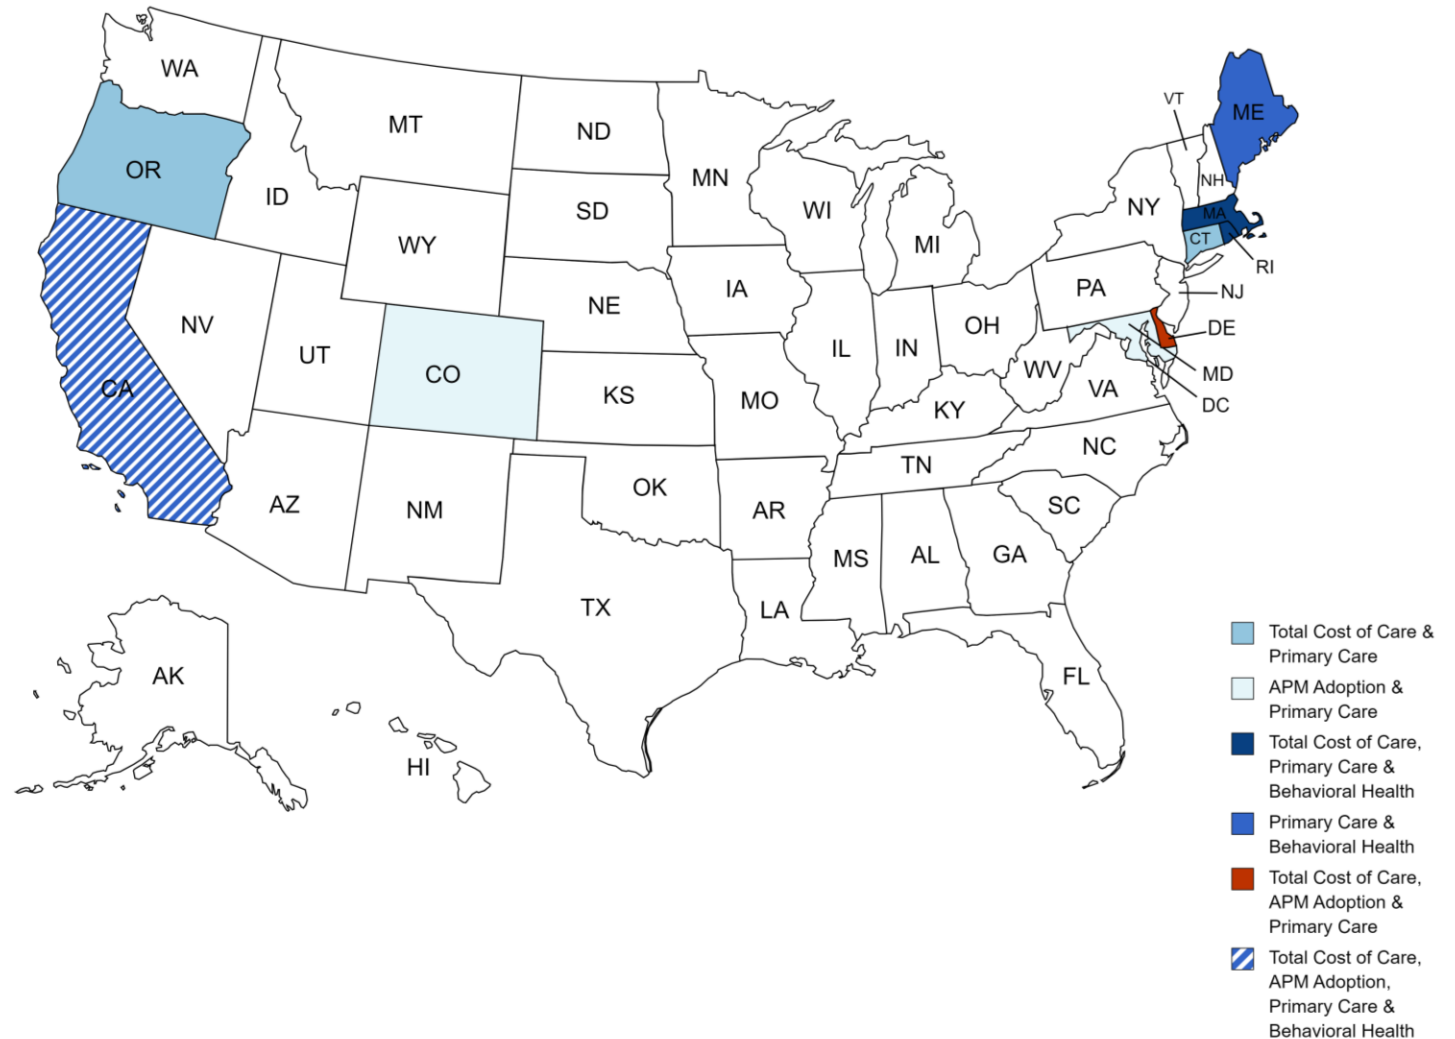 WA
MT
ND
MN
OR
ID
SD
WI
MI
WY
NE
IA
NV
UT
CO
KS
MO
IL
IN
OH
CA
AZ
NM
OK
AR
TX
LA
MS
AL
GA
TN
KY
WV
VA
NC
SC
FL
PA
NY
VT
NH
ME
MA
CT
RI
NJ
DE
MD
DC
AK
HI
Total Cost of Care &
Primary Care
APM Adoption &
Primary Care
Total Cost of Care,
Primary Care &
Behavioral Health
Primary Care &
Behavioral Health
Total Cost of Care,
APM Adoption &
Primary Care
Total Cost of Care,
APM Adoption,
Primary Care &
Behavioral Health